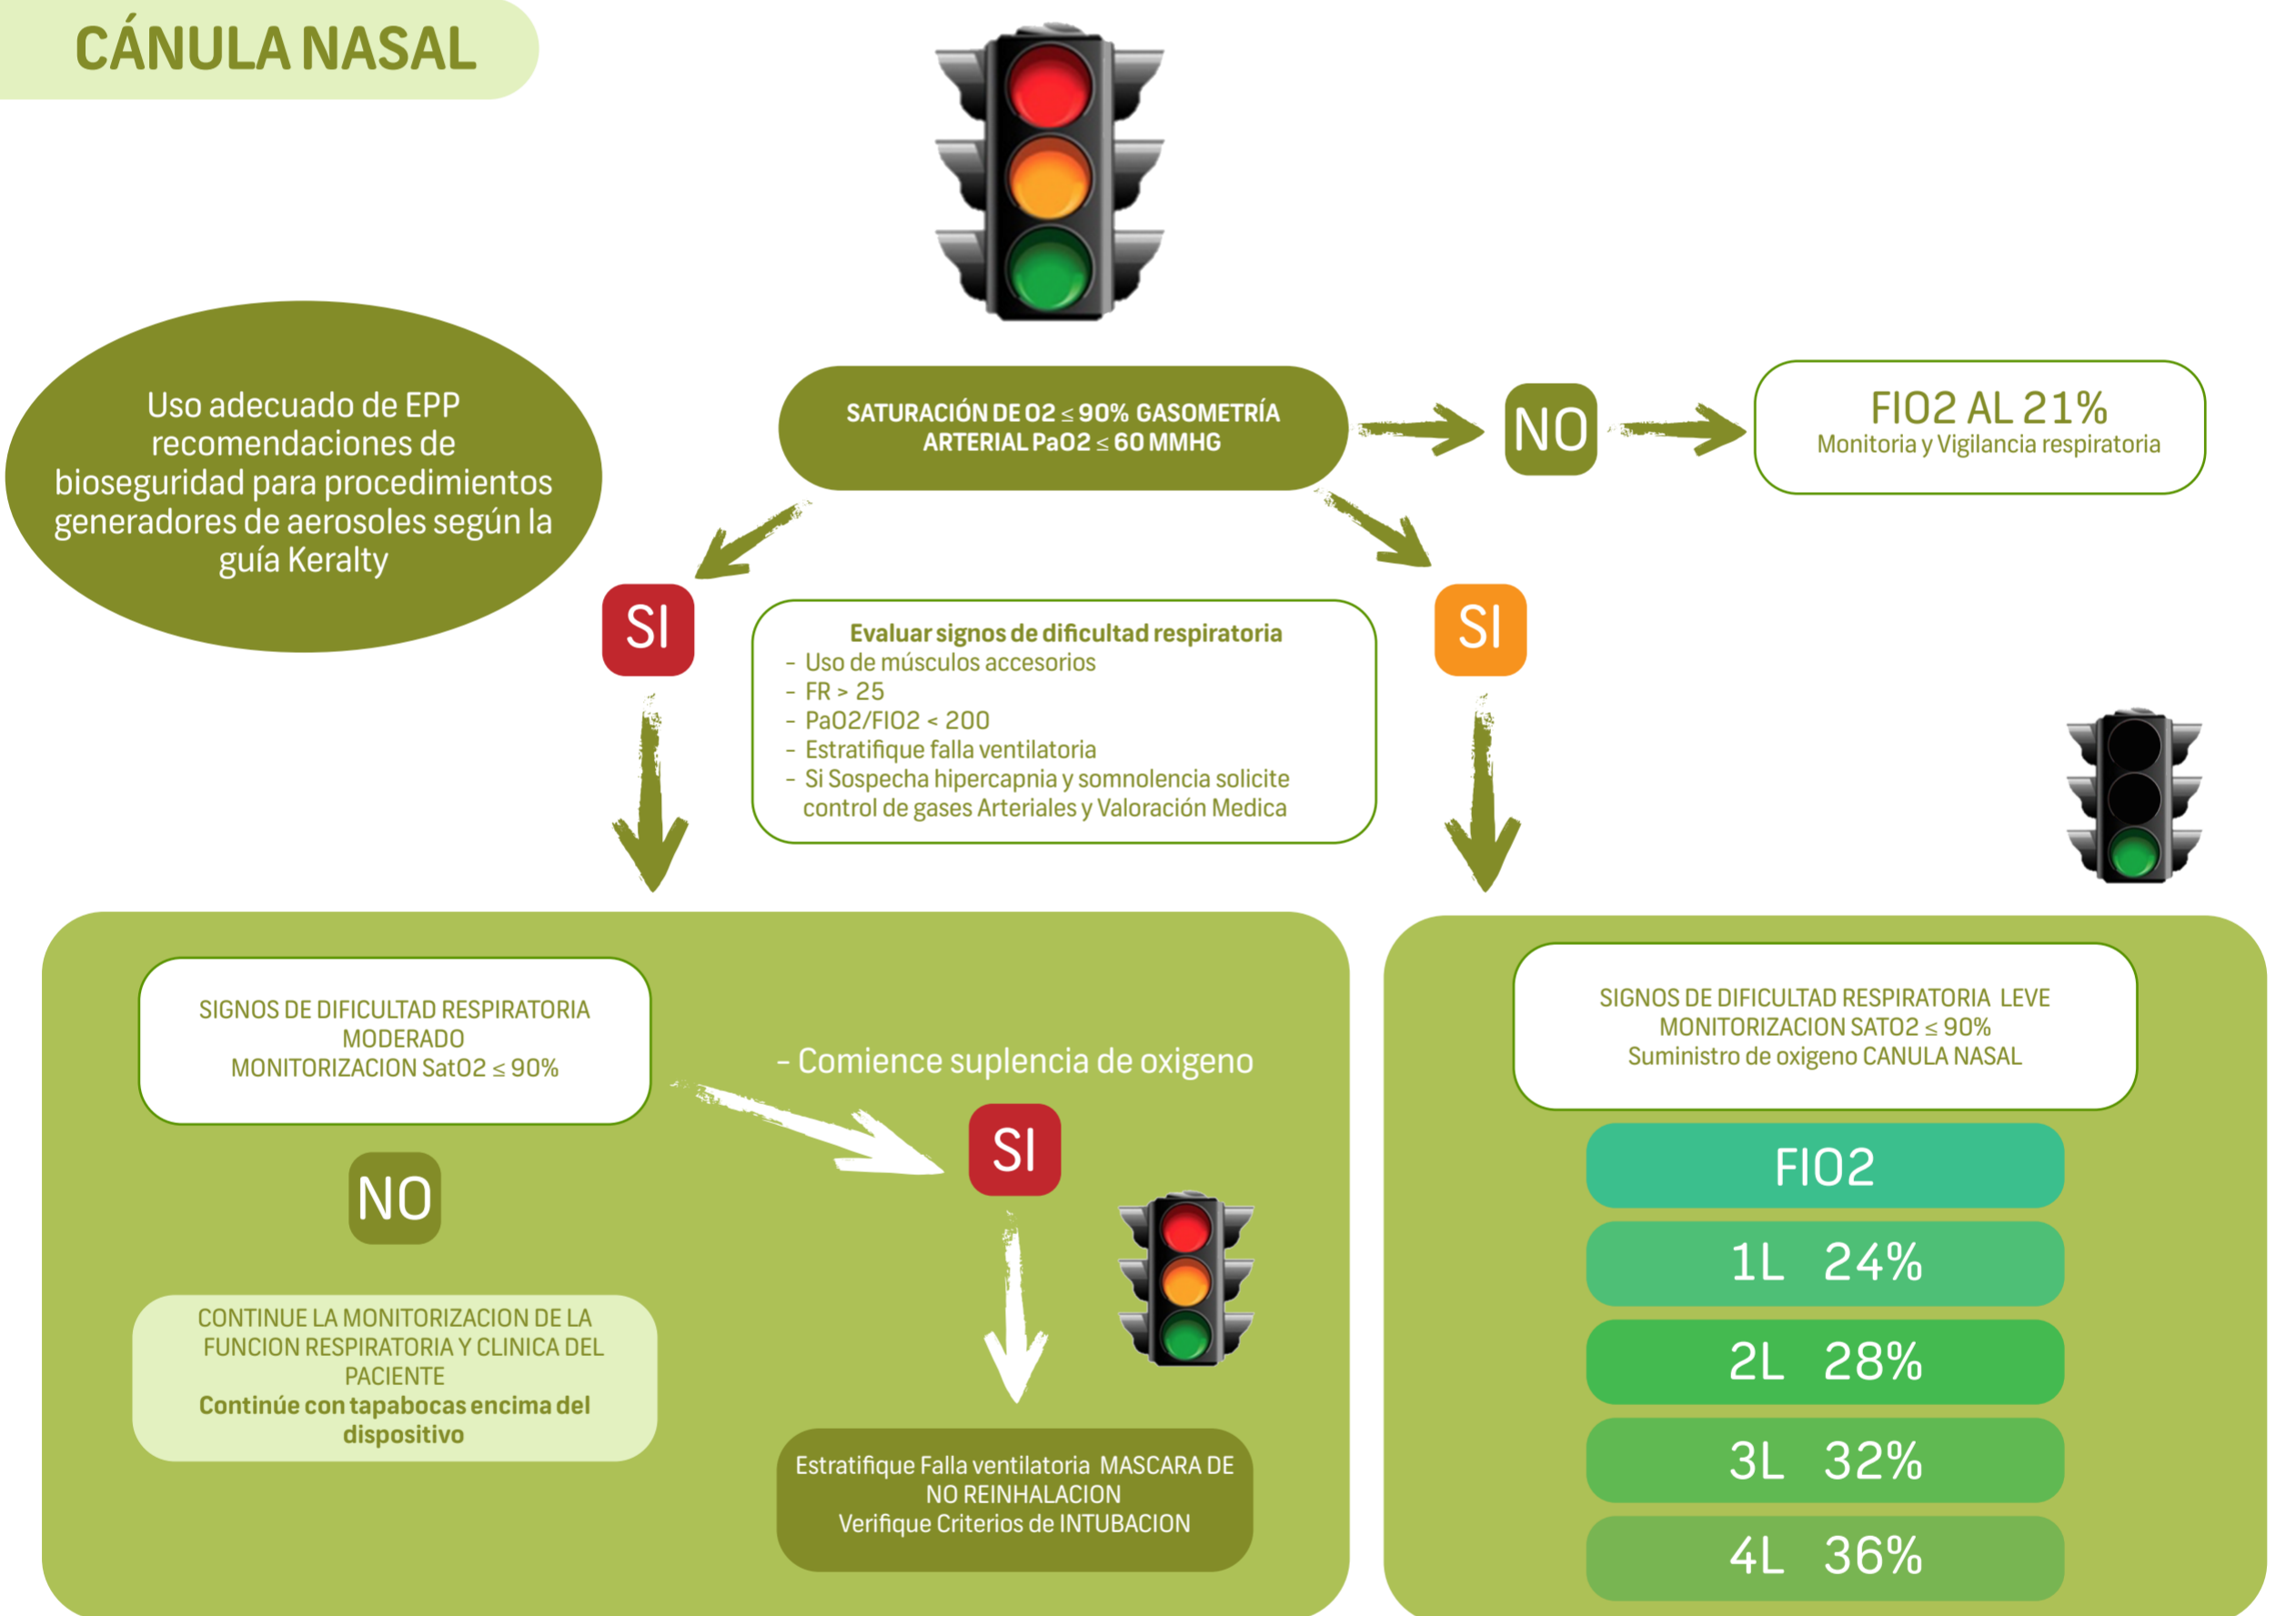 CÁNULA NASAL
Uso adecuado de EPP
recomendaciones de
bioseguridad para procedimientos
generadores de aerosoles según la
guía Keralty
SATURACIÓN DE O2 ≤ 90% GASOMETRÍA
ARTERIAL PaO2 ≤ 60 MMHG
NO
FIO2 AL 21%
Monitoria y Vigilancia respiratoria
SI
Evaluar signos de dificultad respiratoria
- Uso de músculos accesorios
- FR > 25
- PaO2/FIO2 < 200
- Estratifique falla ventilatoria
- Si Sospecha hipercapnia y somnolencia solicite
control de gases Arteriales y Valoración Medica
SI
SIGNOS DE DIFICULTAD RESPIRATORIA
MODERADO
MONITORIZACION SatO2 ≤ 90%
NO
CONTINUE LA MONITORIZACION DE LA
FUNCION RESPIRATORIA Y CLINICA DEL
PACIENTE
Continúe con tapabocas encima del
dispositivo
- Comience suplencia de oxigeno
SI
Estratifique Falla ventilatoria MASCARA DE
NO REINHALACION
Verifique Criterios de INTUBACION
SIGNOS DE DIFICULTAD RESPIRATORIA LEVE
MONITORIZACION SATO2 ≤ 90%
Suministro de oxigeno CANULA NASAL
FIO2
1L 24%
2L 28%
3L 32%
4L 36%